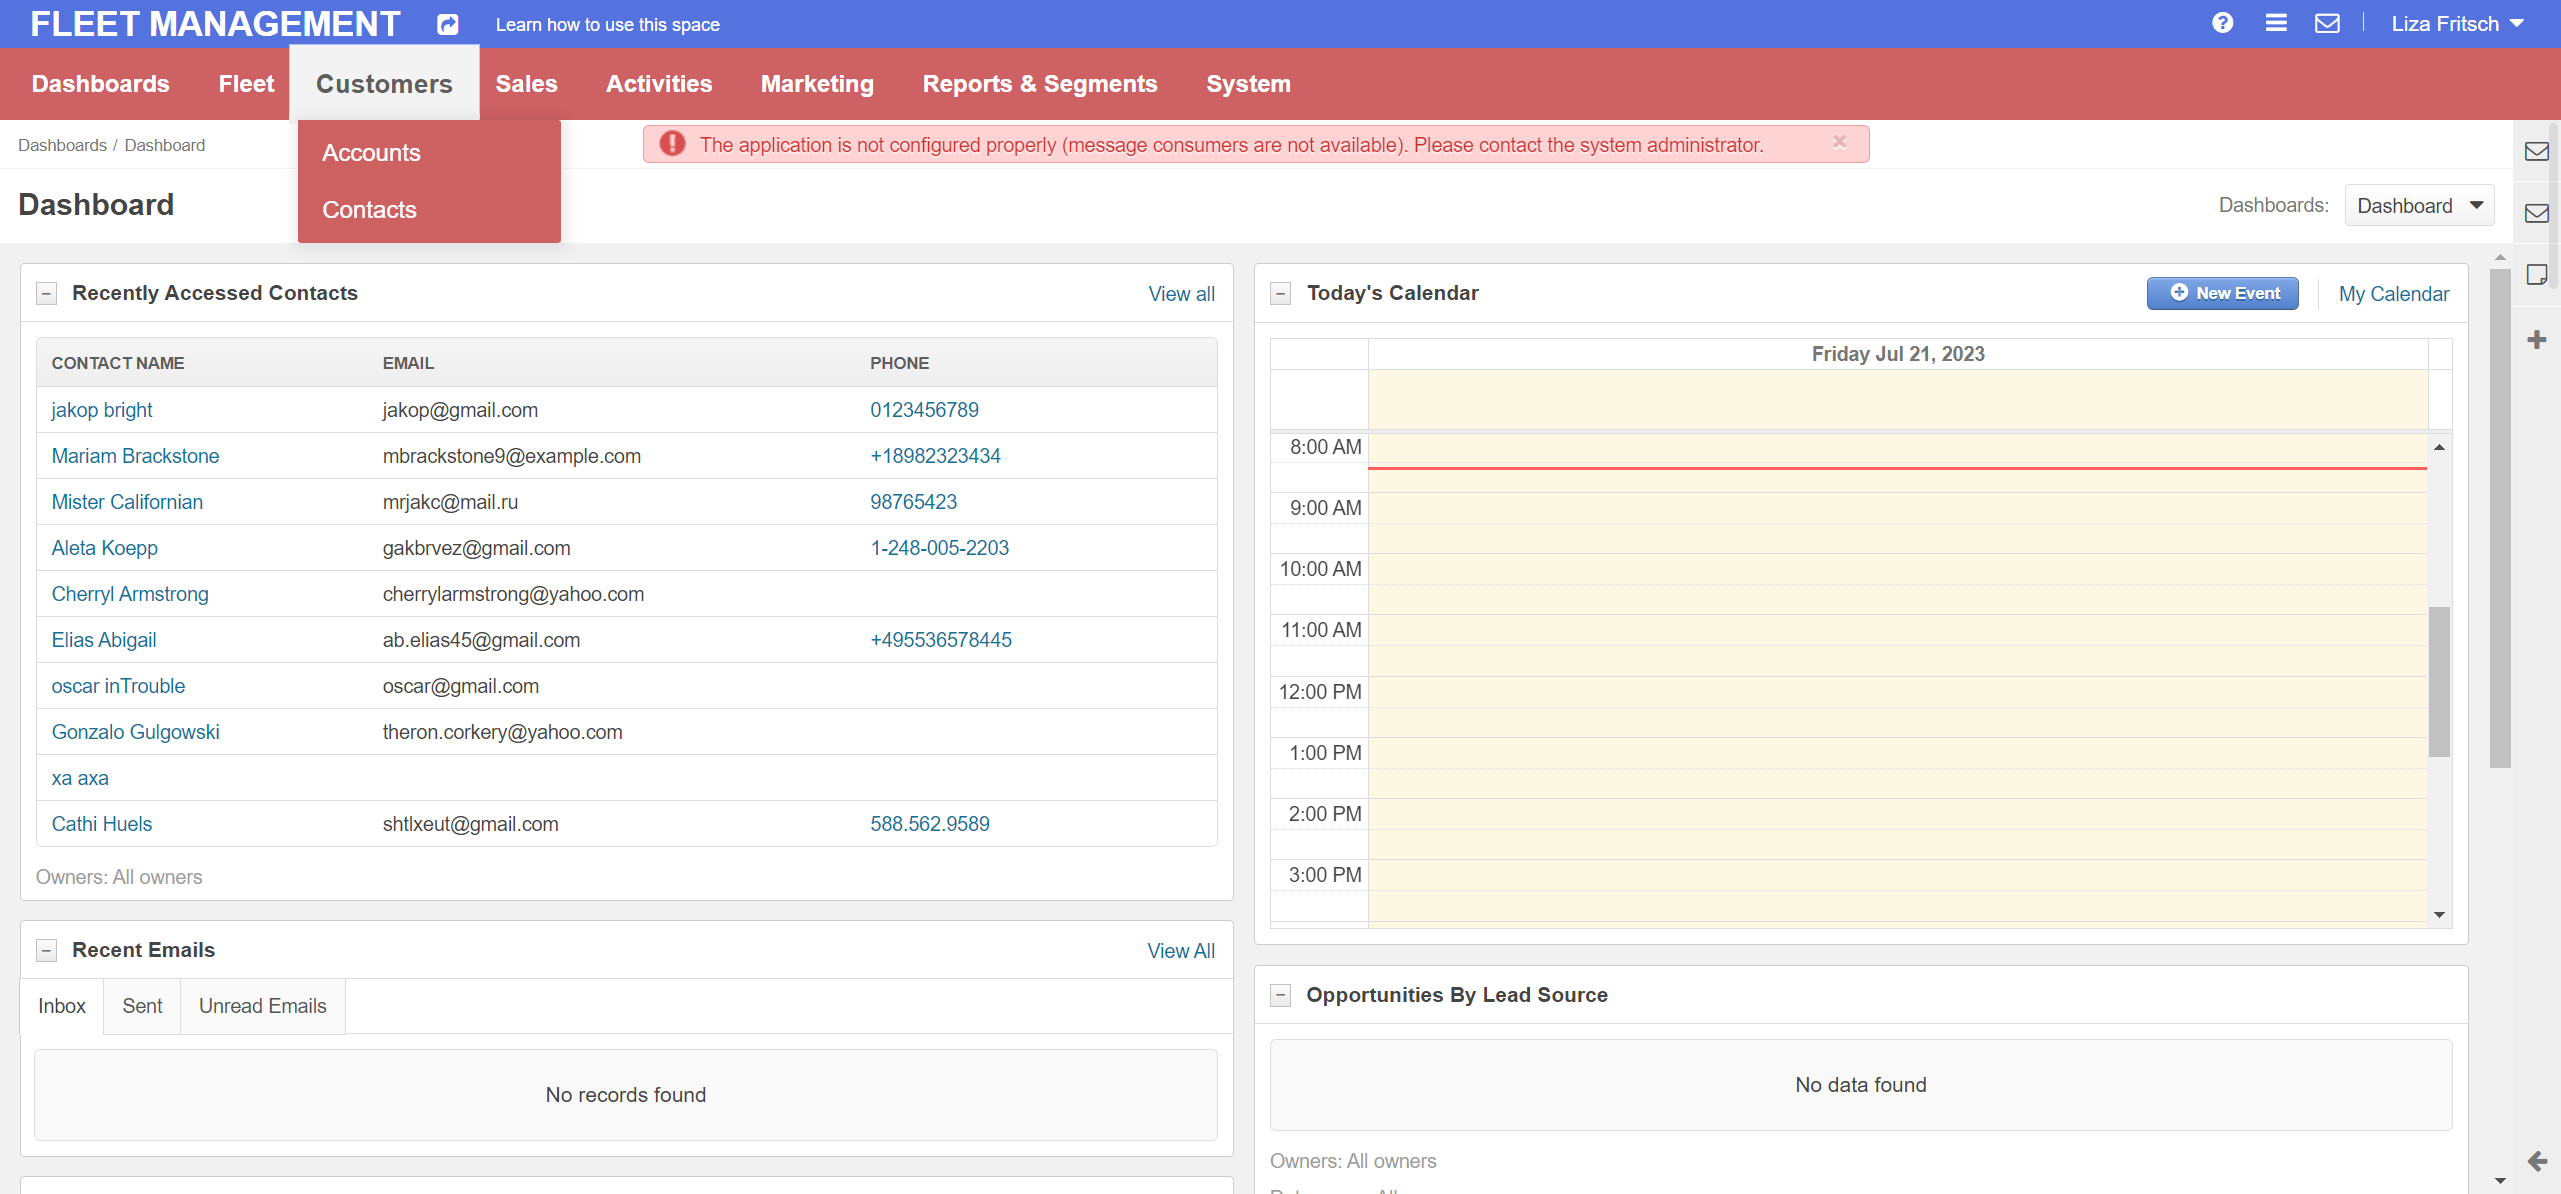 FLEET MANAGEMENT
Learn how to use this space
Liza Fritsch
Dashboards
Fleet
Customers
Sales
Activities
Marketing
Reports & Segments
System
Accounts
Contacts
Dashboards / Dashboard
The application is not configured properly (message consumers are not available). Please contact the system administrator.
Dashboard
Dashboards:
Dashboard
Recently Accessed Contacts
View all
CONTACT NAME EMAIL PHONE
jakop bright jakop@gmail.com 0123456789
Mariam Brackstone mbrackstone9@example.com +18982323434
Mister Californian mrjakc@mail.ru 98765423
Aleta Koepp gakbrvez@gmail.com 1-248-005-2203
Cherryl Armstrong cherrylarmstrong@yahoo.com
Elias Abigail ab.elias45@gmail.com +495536578445
oscar inTrouble oscar@gmail.com
Gonzalo Gulgowski theron.corkery@yahoo.com
xa axa
Cathi Huels shtlxeut@gmail.com 588.562.9589
Owners: All owners
Recent Emails
View All
Inbox
Sent
Unread Emails
No records found
Today's Calendar
New Event
My Calendar
Friday Jul 21, 2023
8:00 AM
9:00 AM
10:00 AM
11:00 AM
12:00 PM
1:00 PM
2:00 PM
3:00 PM
Opportunities By Lead Source
No data found
Owners: All owners